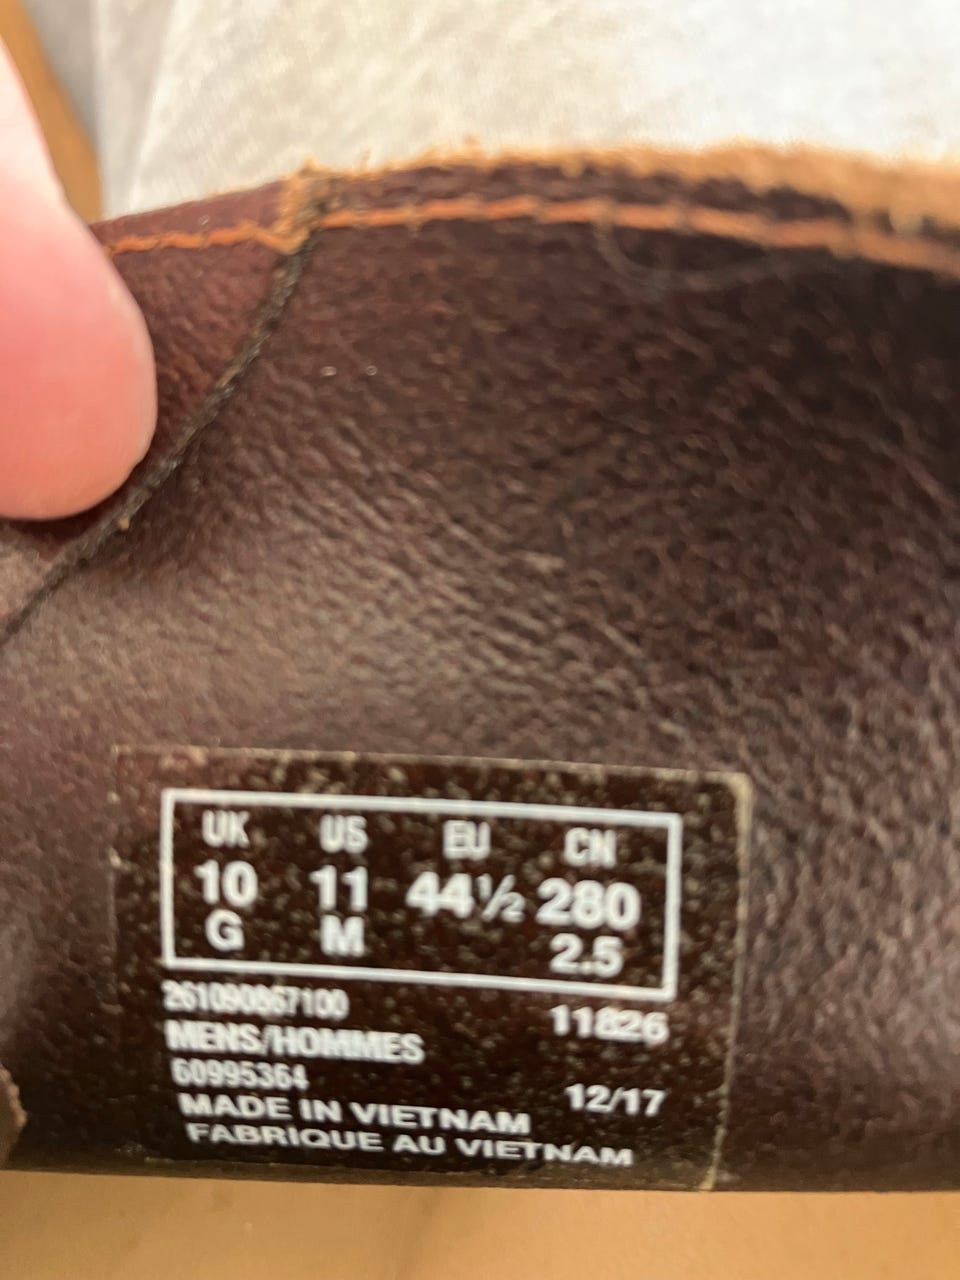 UK US EU CN
10 11 44½ 280
G M 2.5
261090867100 11826
MENS/HOMMES
60995364 12/17
MADE IN VIETNAM
FABRIQUE AU VIETNAM